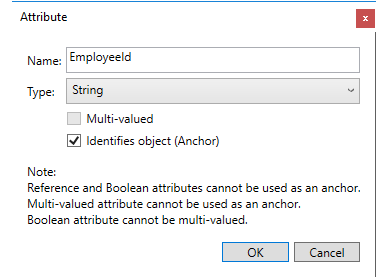 Attribute
x
Name: EmployeeId
Type: String
Multi-valued
Identifies object (Anchor)
Note:
Reference and Boolean attributes cannot be used as an anchor.
Multi-valued attribute cannot be used as an anchor.
Boolean attribute cannot be multi-valued.
OK Cancel